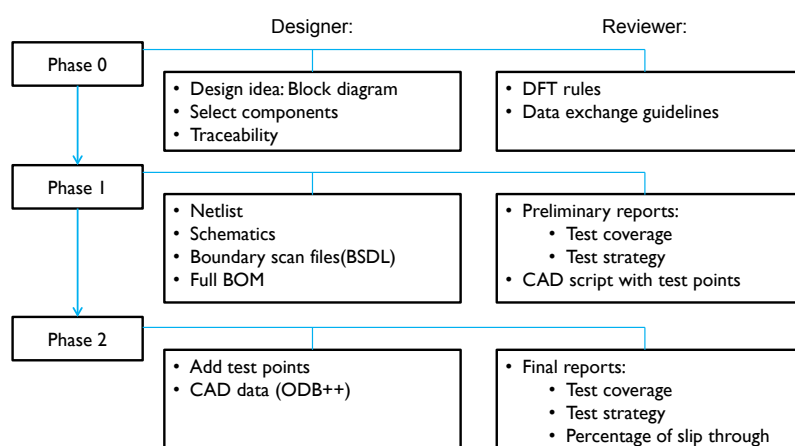 Designer:
Reviewer:
Phase 0
• Design idea: Block diagram
• Select components
• Traceability
• DFT rules
• Data exchange guidelines
Phase 1
• Netlist
• Schematics
• Boundary scan files(BSDL)
• Full BOM
• Preliminary reports:
• Test coverage
• Test strategy
• CAD script with test points
Phase 2
• Add test points
• CAD data (ODB++)
• Final reports:
• Test coverage
• Test strategy
• Percentage of slip through